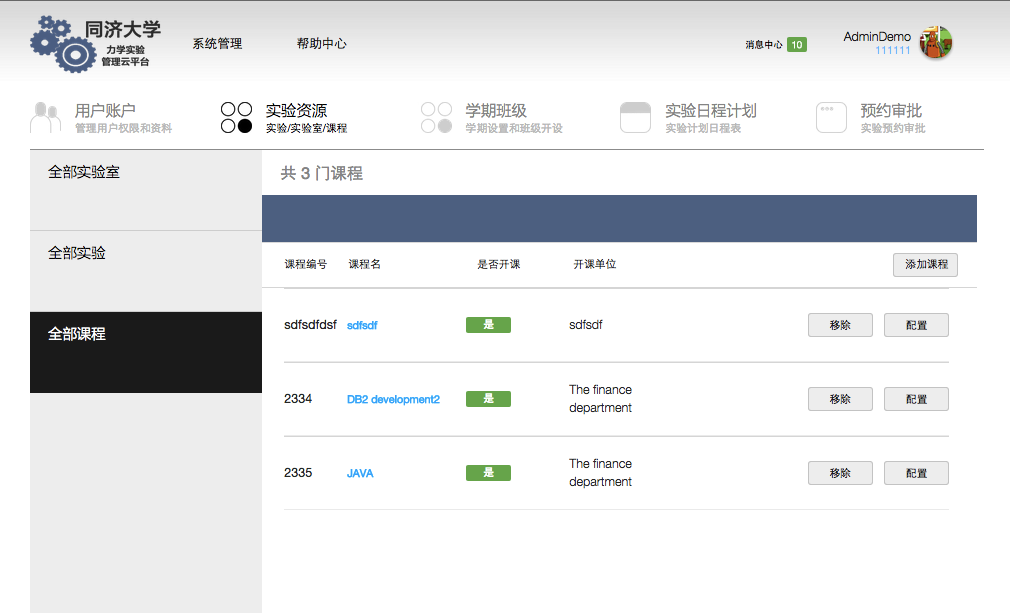 同济大学
力学实验
管理云平台
系统管理
帮助中心
消息中心 10
AdminDemo
111111
用户账户
管理用户权限和资料
实验资源
实验/实验室/课程
学期班级
学期设置和班级开设
实验日程计划
实验计划日程表
预约审批
实验预约审批
全部实验室
全部实验
全部课程
共 3 门课程
课程编号 课程名 是否开课 开课单位 添加课程
sdfsdfdsf sdfsdf 是 sdfsdf 移除 配置
2334 DB2 development2 是 The finance
department 移除 配置
2335 JAVA 是 The finance
department 移除 配置